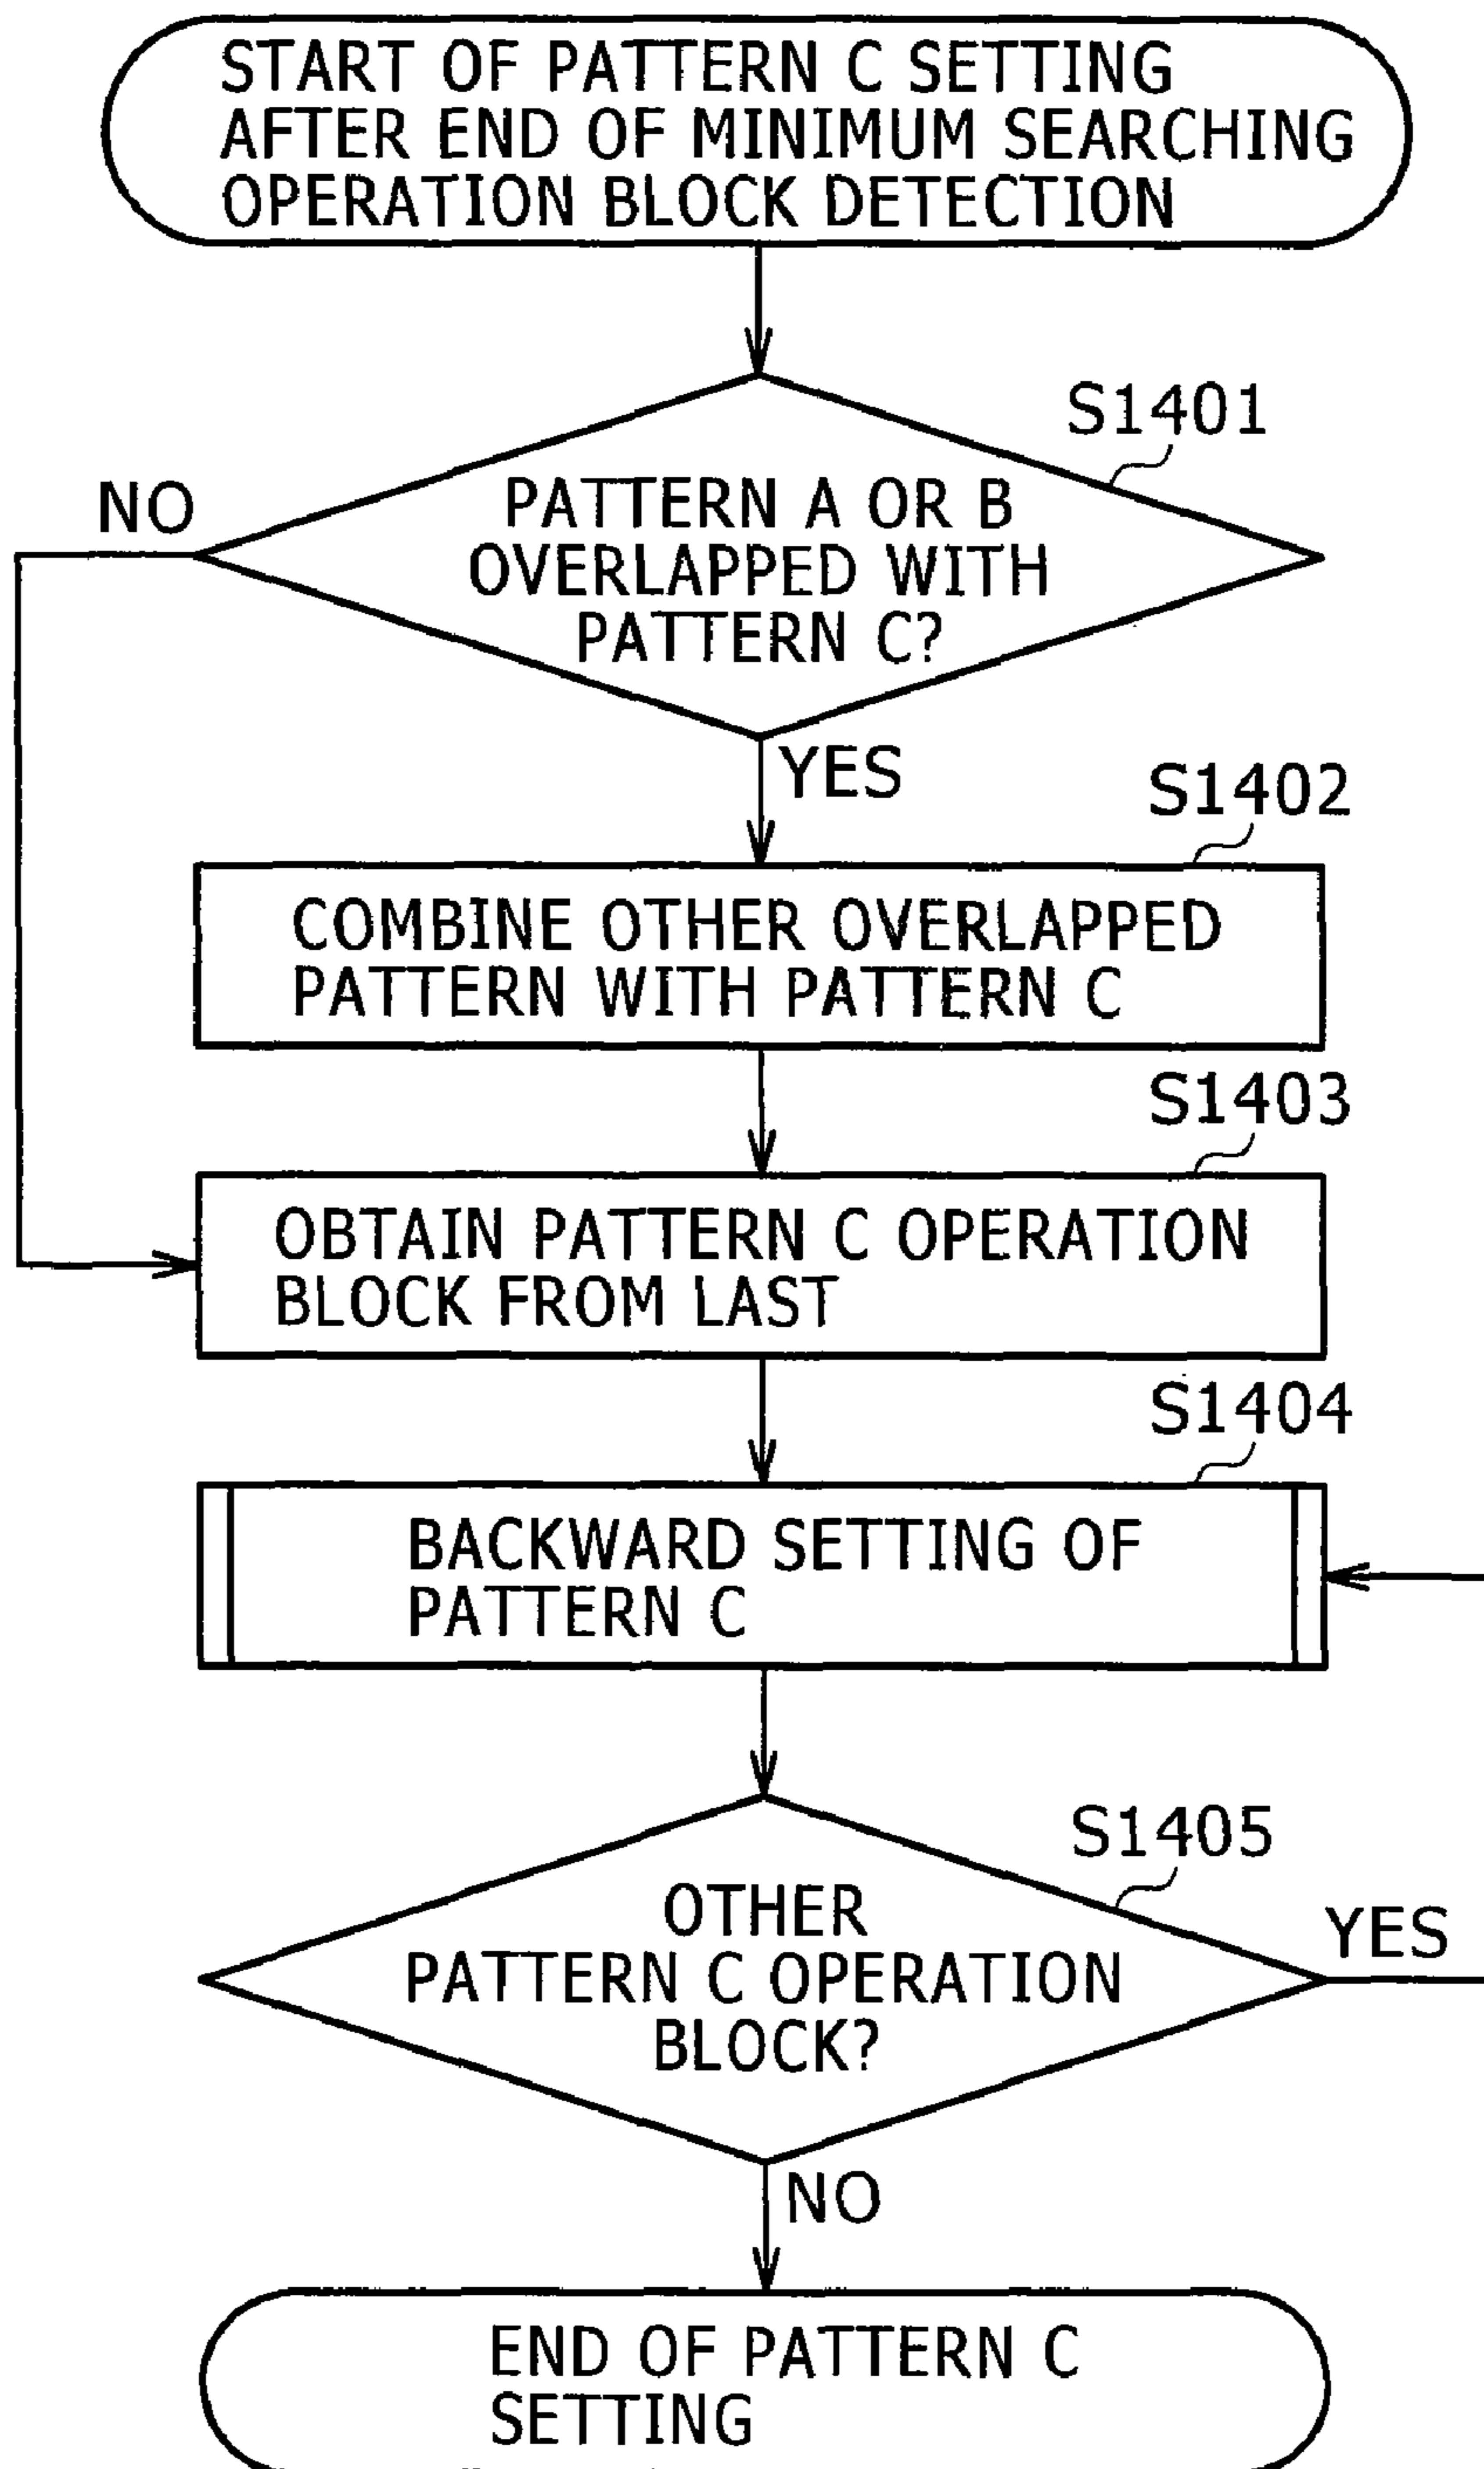 START OF PATTERN C SETTING
AFTER END OF MINIMUM SEARCHING
OPERATION BLOCK DETECTION
S1401
NO
PATTERN A OR B
OVERLAPPED WITH
PATTERN C?
YES
S1402
COMBINE OTHER OVERLAPPED
PATTERN WITH PATTERN C
S1403
OBTAIN PATTERN C OPERATION
BLOCK FROM LAST
S1404
BACKWARD SETTING OF
PATTERN C
S1405
OTHER
PATTERN C OPERATION
BLOCK?
YES
NO
END OF PATTERN C
SETTING